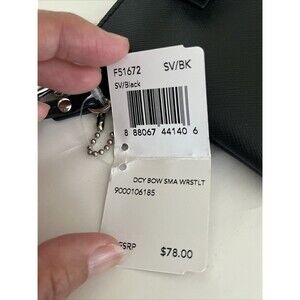 F51672 SV/BK
SV/Black
8 88067 44140 6
DCY BOW SMA WRSTLT
9000106185
$78.00